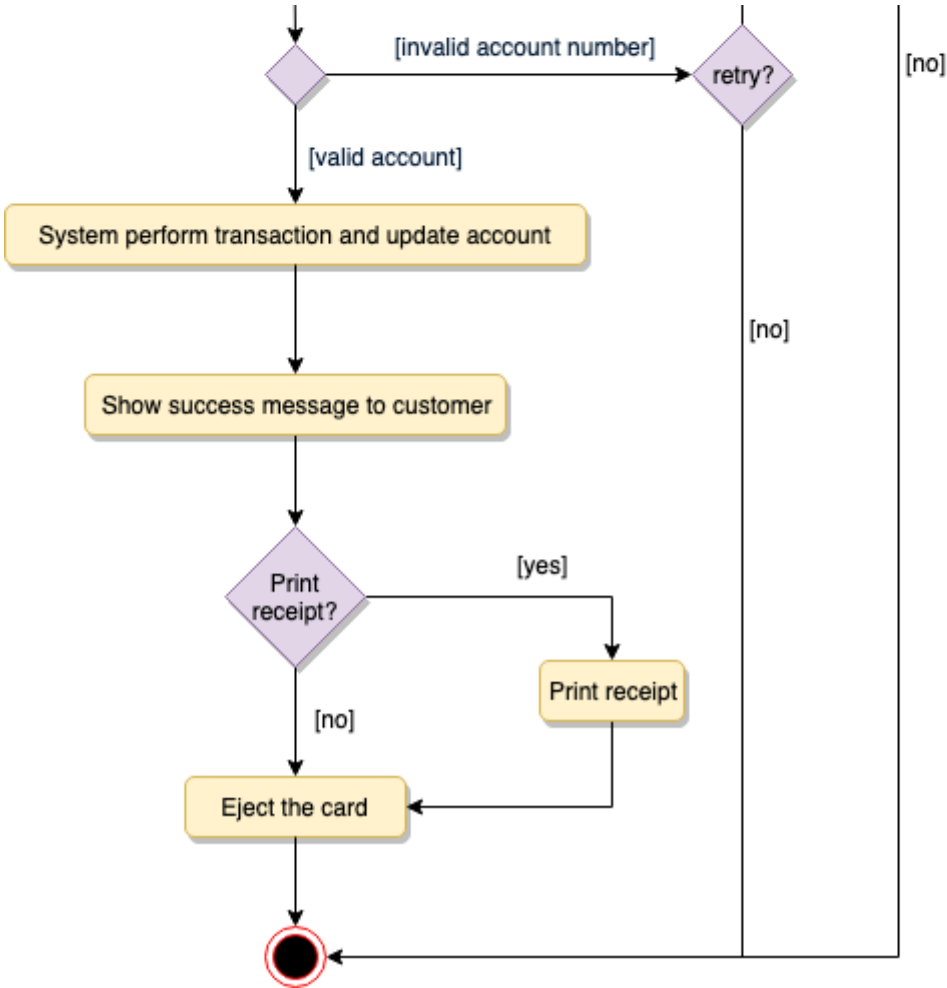 [invalid account number]
retry?
[no]
[valid account]
System perform transaction and update account
[no]
Show success message to customer
[yes]
Print
receipt?
Print receipt
[no]
Eject the card